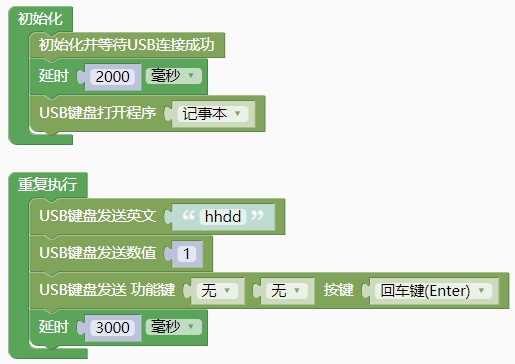 初始化
初始化并等待USB连接成功
延时 2000 毫秒
USB键盘打开程序 记事本
重复执行
USB键盘发送英文 “ hhdd ”
USB键盘发送数值 1
USB键盘发送 功能键 无 无 按键 回车键(Enter)
延时 3000 毫秒